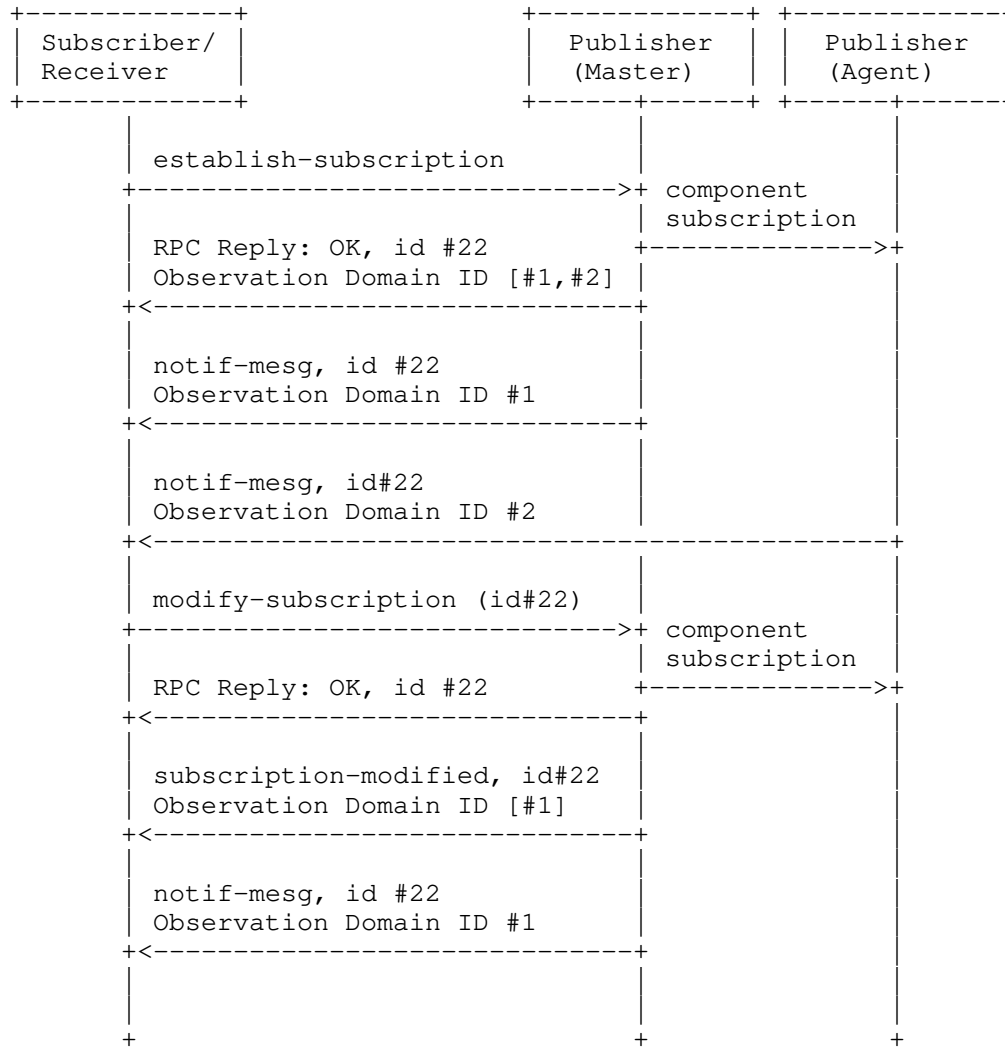 Subscriber/
Receiver
Publisher
(Master)
Publisher
(Agent)
establish-subscription
component
subscription
RPC Reply: OK, id #22
Observation Domain ID [#1,#2]
notif-mesg, id #22
Observation Domain ID #1
notif-mesg, id#22
Observation Domain ID #2
modify-subscription (id#22)
component
subscription
RPC Reply: OK, id #22
subscription-modified, id#22
Observation Domain ID [#1]
notif-mesg, id #22
Observation Domain ID #1